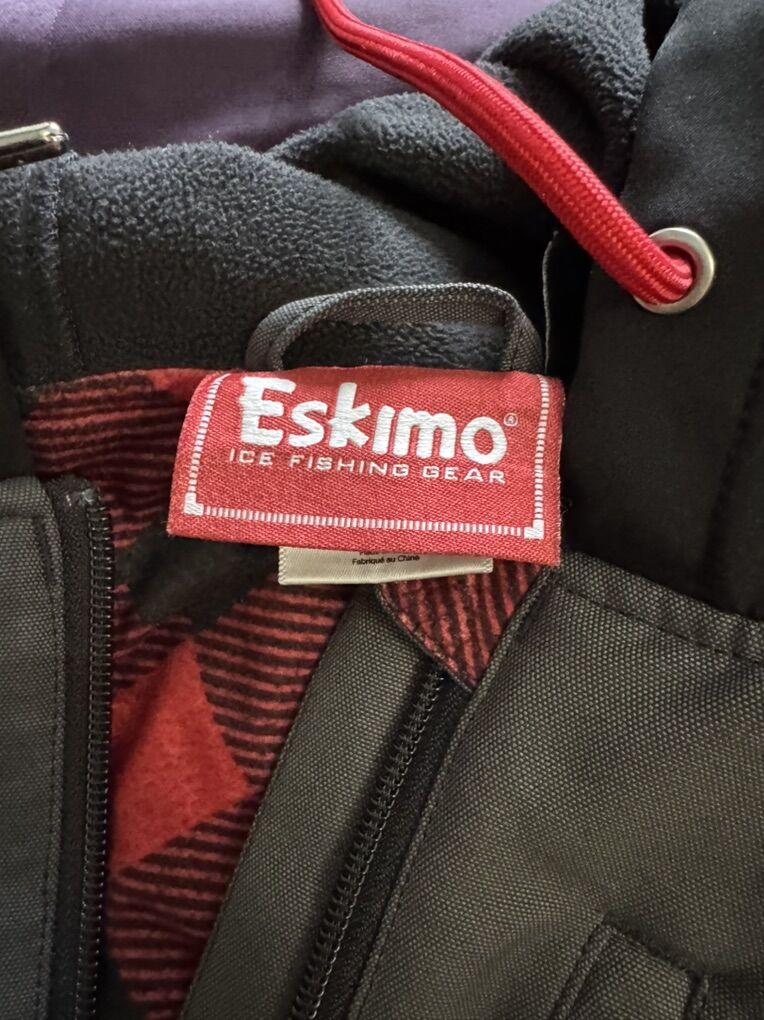 Eskimo®
ICE FISHING GEAR
Fabriqué au Chine